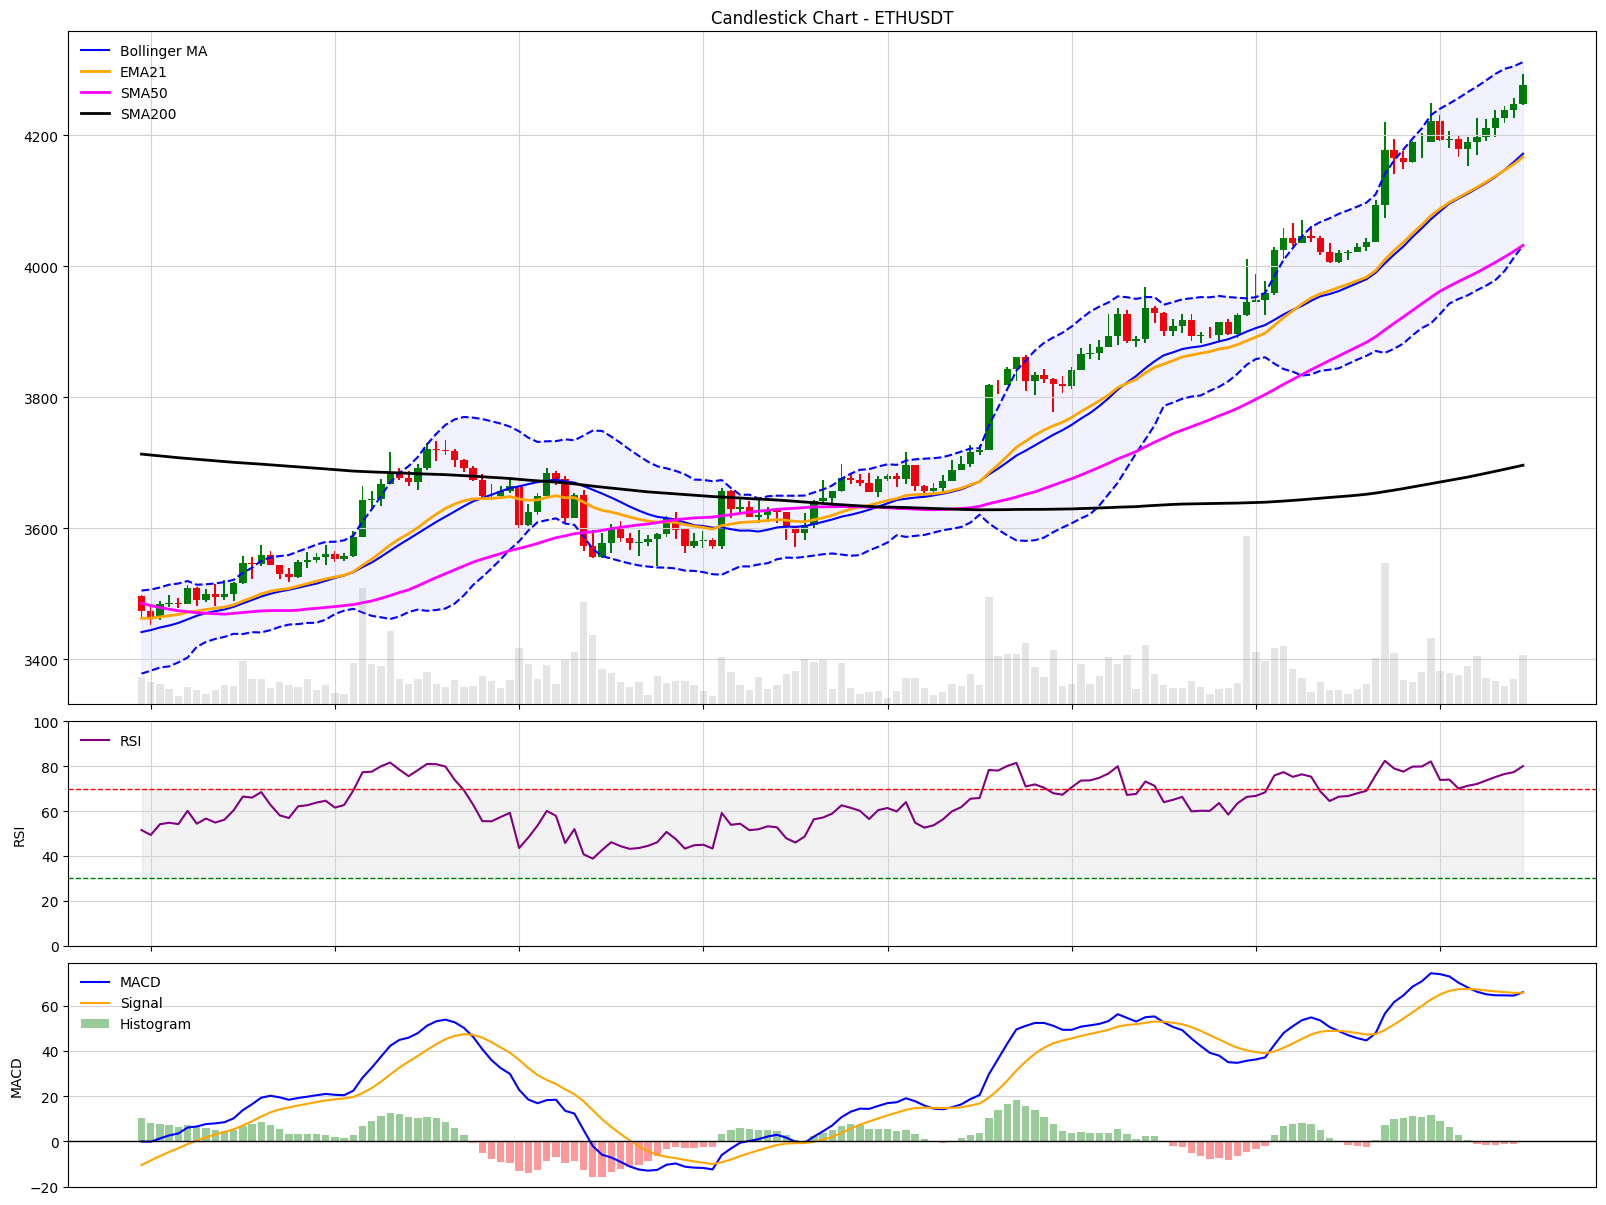 Candlestick Chart - ETHUSDT
Bollinger MA
EMA21
SMA50
SMA200
4200
4000
3800
3600
3400
100
RSI
80
60
RSI
40
20
0
MACD
Signal
Histogram
60
40
MACD
20
0
−20